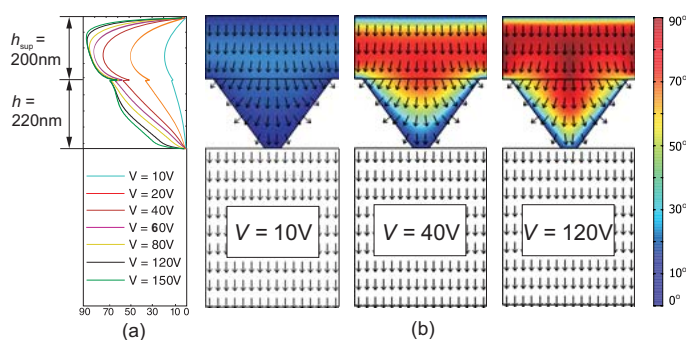 h_sup =
200nm
h =
220nm
V = 10V
V = 20V
V = 40V
V = 60V
V = 80V
V = 120V
V = 150V
90 70 50 30 10 0
(a)
V = 10V
V = 40V
V = 120V
(b)
90°
70°
50°
30°
10°
0°